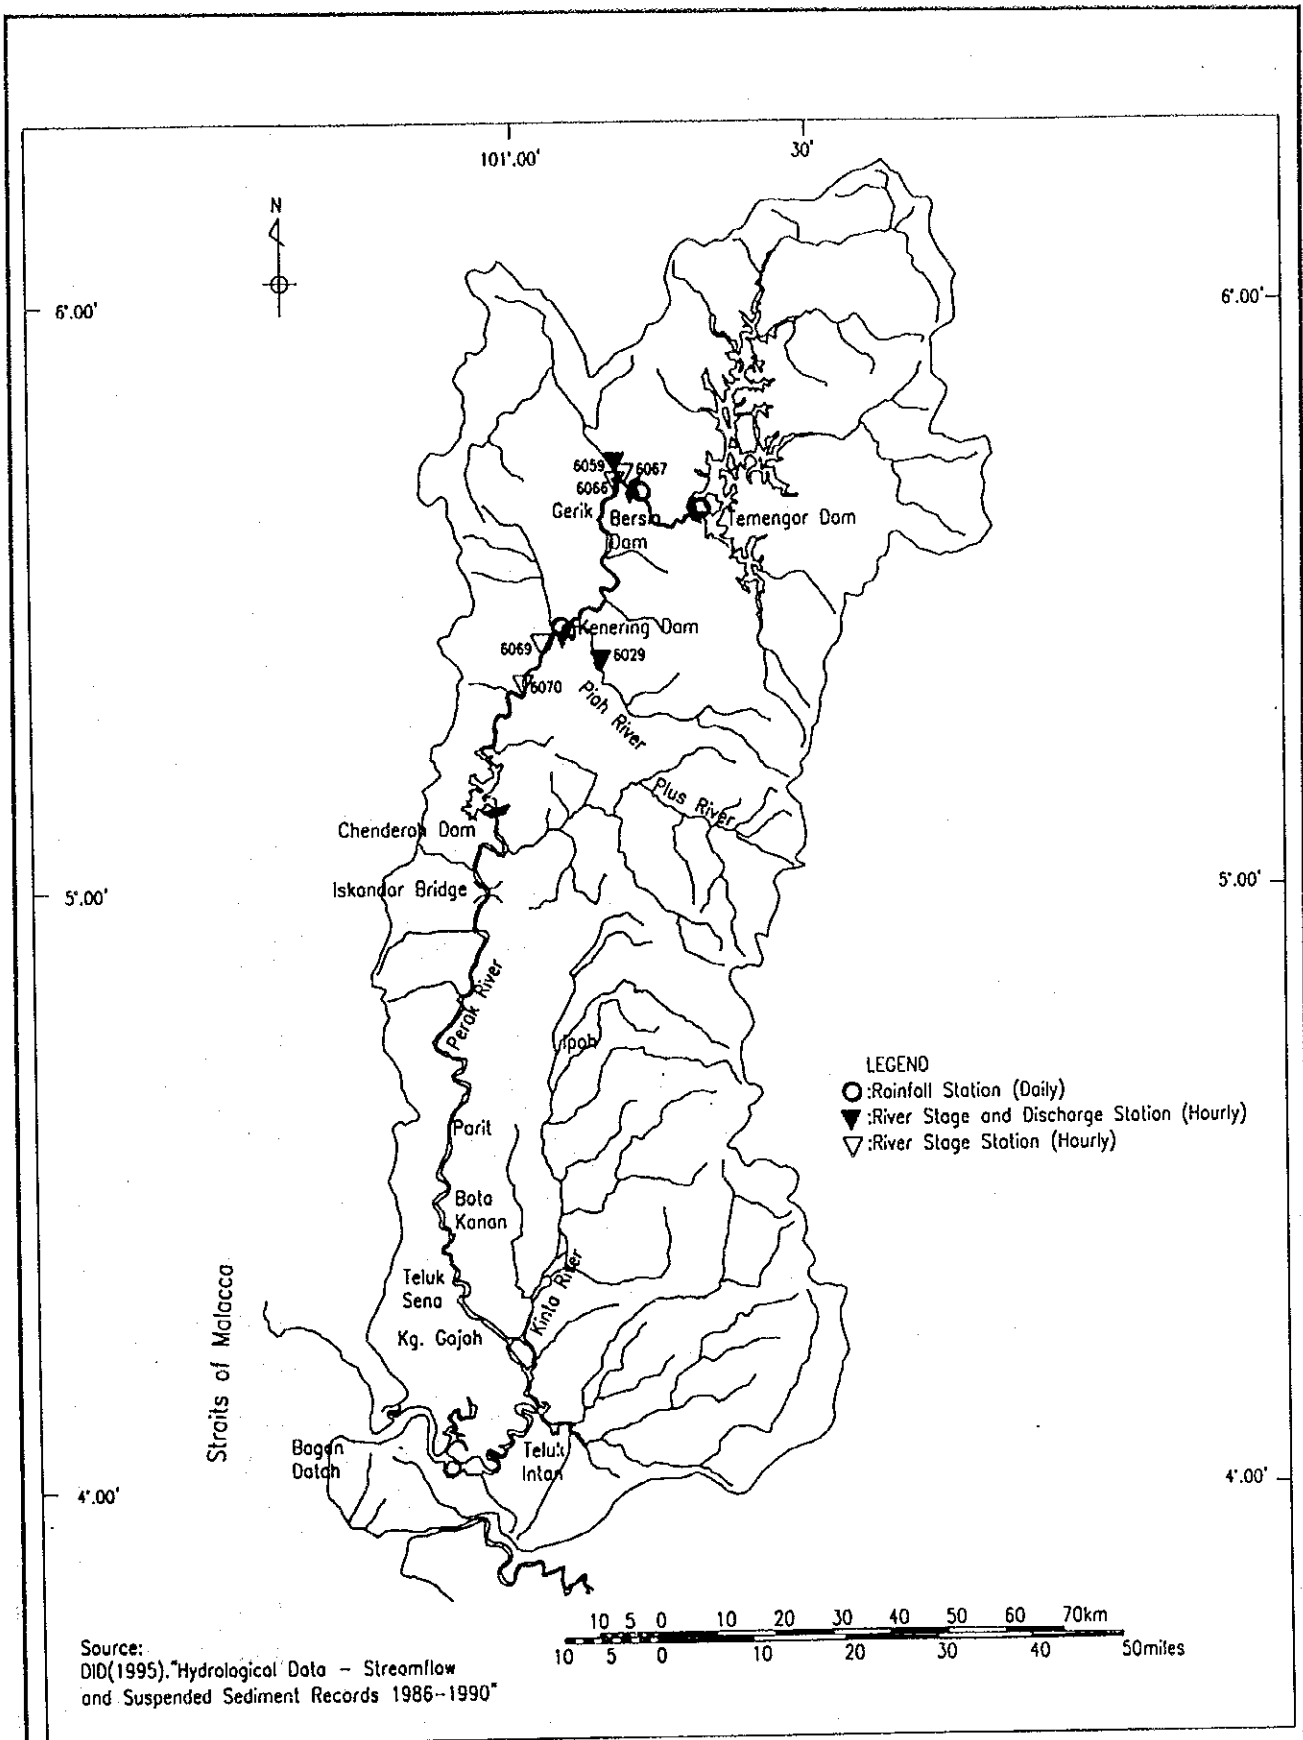 101°.00'
30'
N
6°.00'
6°.00'
6059
6067
6066
Gerik
Bersia
Dam
Temengor Dam
Kenering Dam
6069
6029
6070
Piah River
Plus River
Chenderoh Dam
Iskandar Bridge
5°.00'
5°.00'
Perak River
Ipoh
LEGEND
:Rainfall Station (Daily)
:River Stage and Discharge Station (Hourly)
:River Stage Station (Hourly)
Parit
Bota
Kanan
Teluk
Sena
Kinta River
Kg. Gajah
Straits of Malacca
Bagan
Datah
Teluk
Intan
4°.00'
4°.00'
10 5 0 10 20 30 40 50 60 70km
10 5 0 10 20 30 40 50miles
Source:
DID(1995)."Hydrological Data - Streamflow
and Suspended Sediment Records 1986--1990"